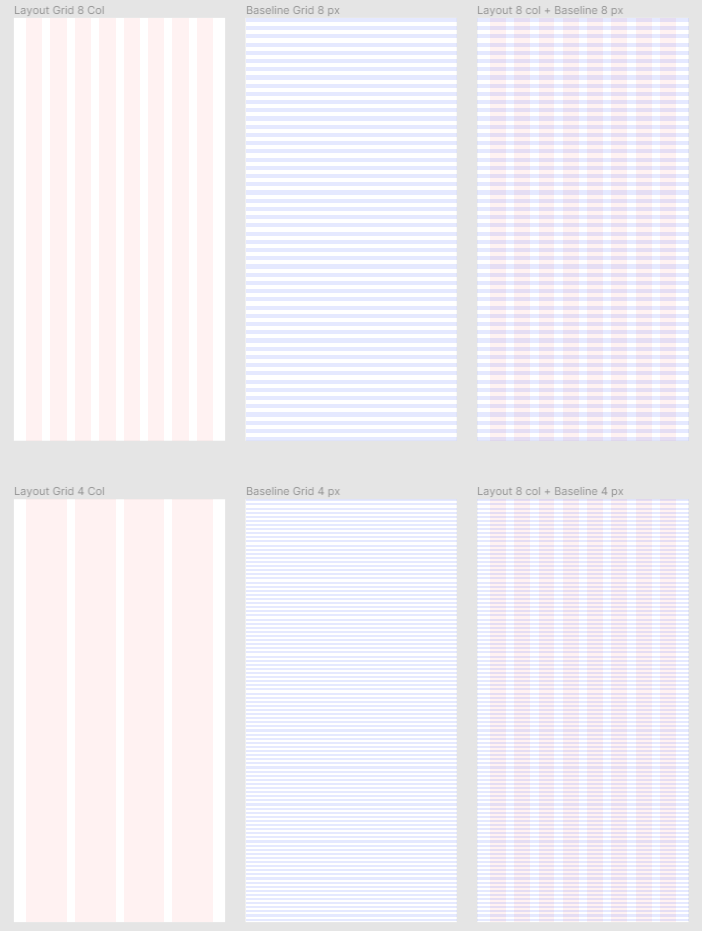 Layout Grid 8 Col
Baseline Grid 8 px
Layout 8 col + Baseline 8 px
Layout Grid 4 Col
Baseline Grid 4 px
Layout 8 col + Baseline 4 px